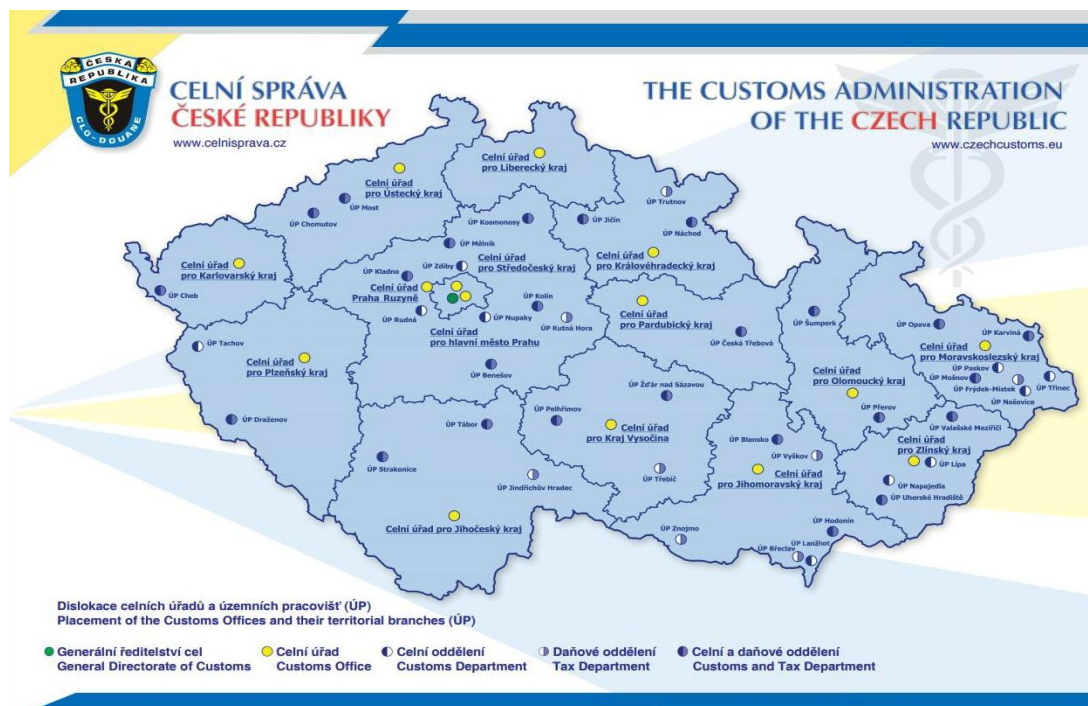 ČESKÁ
REPUBLIKA
CLO-DOUANE
CELNÍ SPRÁVA
ČESKÉ REPUBLIKY
www.celnisprava.cz
THE CUSTOMS ADMINISTRATION
OF THE CZECH REPUBLIC
www.czechcustoms.eu
Celní úřad
pro Liberecký kraj
Celní úřad
pro Ústecký kraj
ÚP Most
ÚP Chomutov
ÚP Trutnov
ÚP Kosmonosy
ÚP Jičín
ÚP Náchod
ÚP Mělník
Celní úřad
pro Karlovarský kraj
ÚP Cheb
ÚP Zdiby
Celní úřad
pro Středočeský kraj
Celní úřad
pro Královéhradecký kraj
ÚP Kladno
Celní úřad
Praha Ruzyně
ÚP Rudná
ÚP Kolín
ÚP Nupaky
ÚP Kutná Hora
Celní úřad
pro hlavní město Prahu
Celní úřad
pro Pardubický kraj
ÚP Česká Třebová
ÚP Šumperk
ÚP Opava
ÚP Karviná
Celní úřad
pro Moravskoslezský kraj
ÚP Paskov
ÚP Mošnov
ÚP Frýdek-Místek
ÚP Třinec
ÚP Nošovice
ÚP Tachov
Celní úřad
pro Plzeňský kraj
ÚP Benešov
ÚP Žďár nad Sázavou
Celní úřad
pro Olomoucký kraj
ÚP Přerov
ÚP Valašské Meziříčí
ÚP Draženov
ÚP Tábor
ÚP Pelhřimov
Celní úřad
pro Kraj Vysočina
ÚP Blansko
ÚP Vyškov
Celní úřad
pro Zlínský kraj
ÚP Lípa
ÚP Strakonice
ÚP Jindřichův Hradec
ÚP Třebíč
Celní úřad
pro Jihomoravský kraj
ÚP Napajedla
ÚP Uherské Hradiště
Celní úřad pro Jihočeský kraj
ÚP Znojmo
ÚP Hodonín
ÚP Břeclav
ÚP Lanžhot
Dislokace celních úřadů a územních pracovišť (ÚP)
Placement of the Customs Offices and their territorial branches (ÚP)
Generální ředitelství cel
General Directorate of Customs
Celní úřad
Customs Office
Celní oddělení
Customs Department
Daňové oddělení
Tax Department
Celní a daňové oddělení
Customs and Tax Department